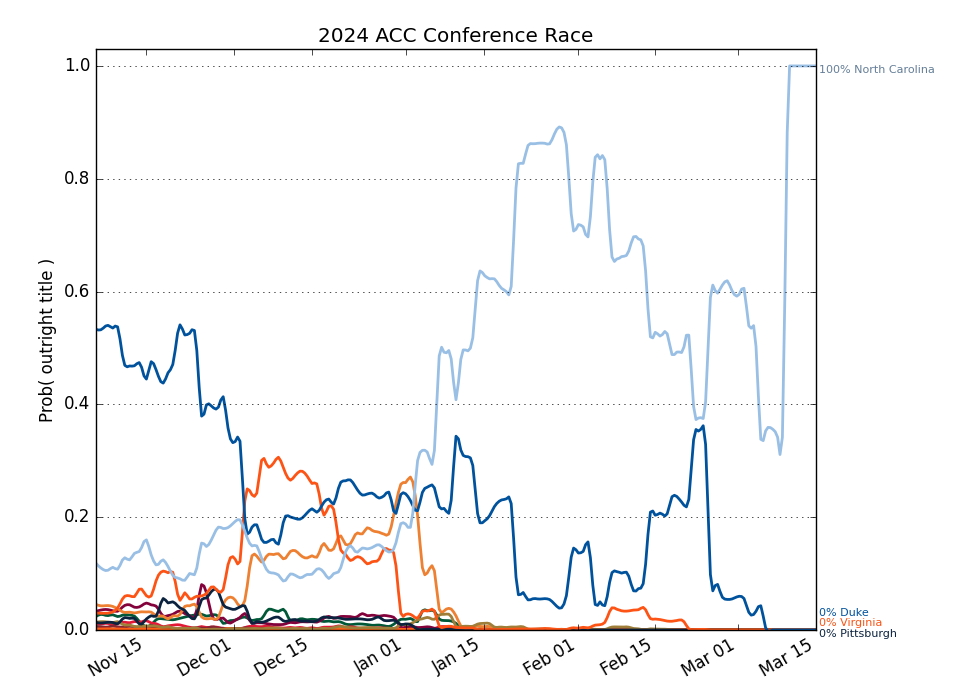 2024 ACC Conference Race
Prob( outright title )
1.0
0.8
0.6
0.4
0.2
0.0
100% North Carolina
0% Duke
0% Virginia
0% Pittsburgh
Nov 15
Dec 01
Dec 15
Jan 01
Jan 15
Feb 01
Feb 15
Mar 01
Mar 15